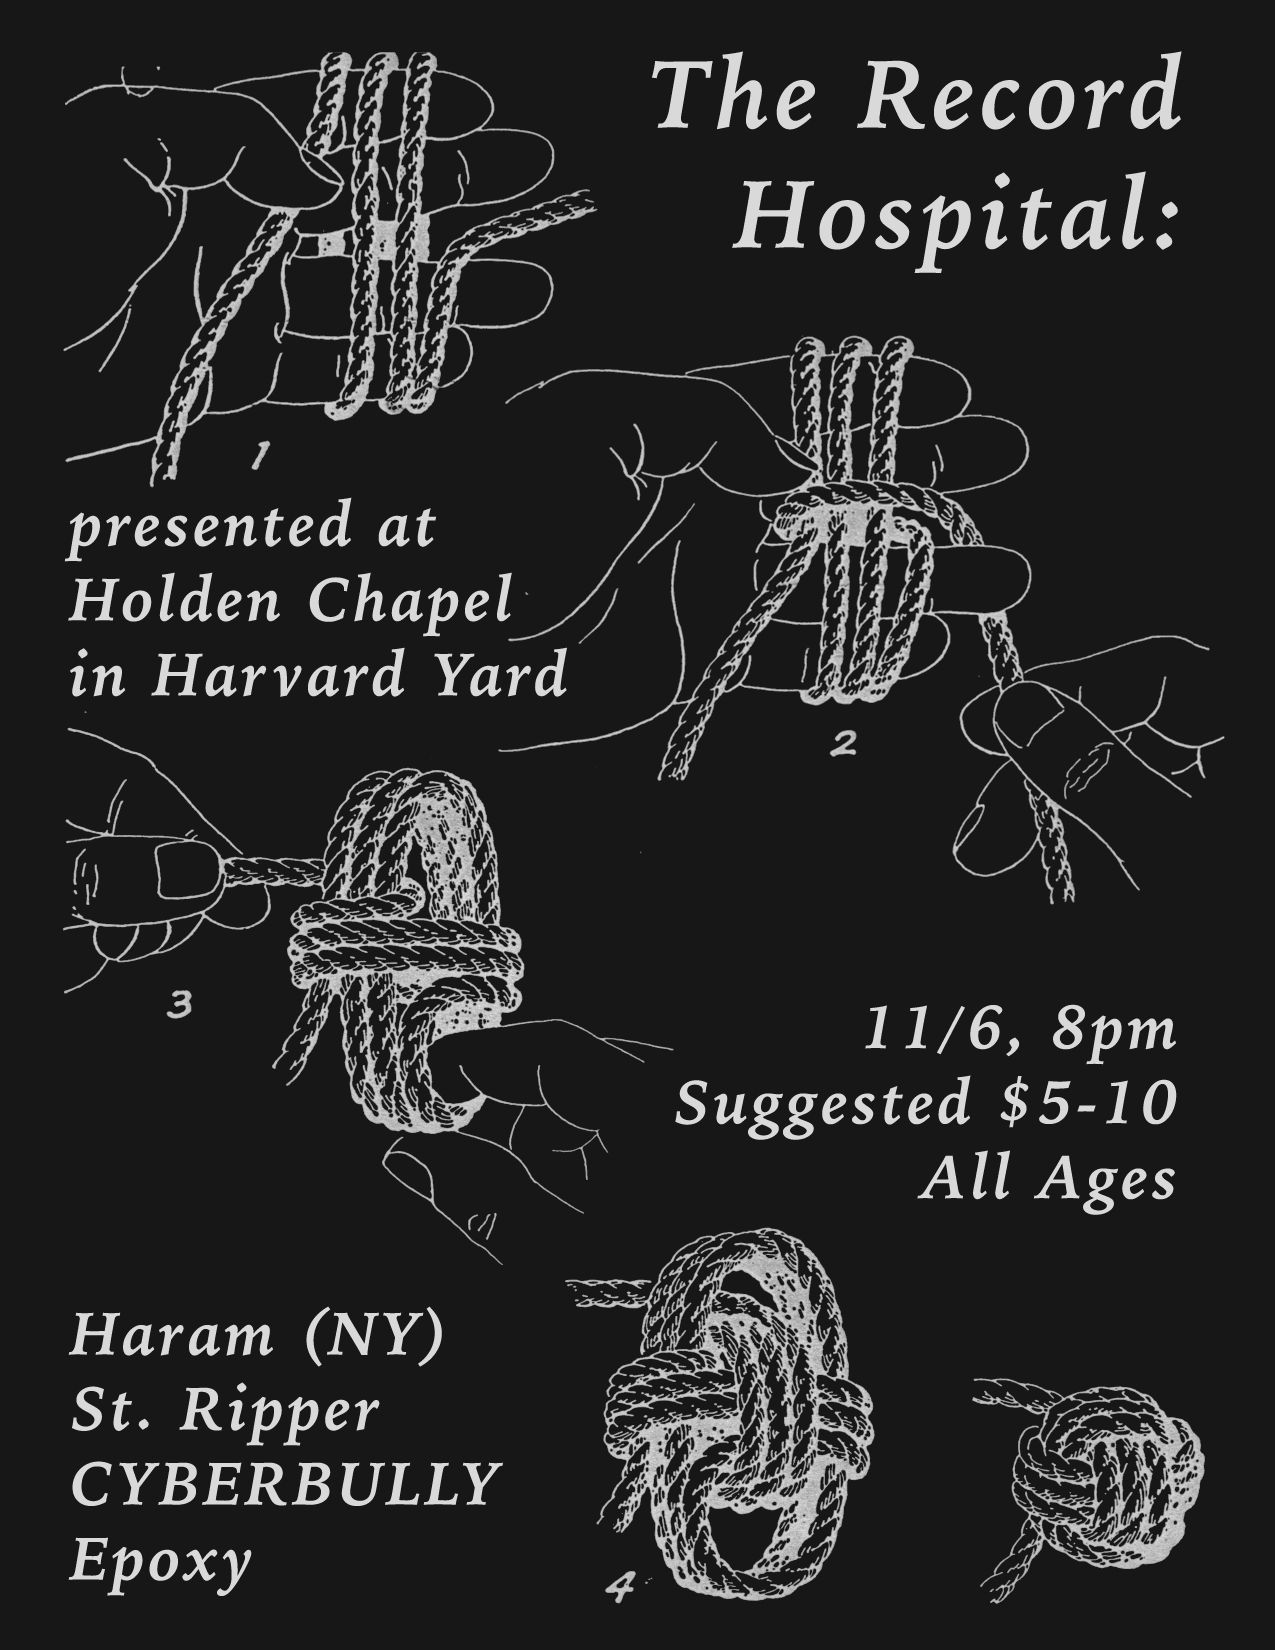 The Record
Hospital:
1
presented at
Holden Chapel
in Harvard Yard
2
3
11/6, 8pm
Suggested $5-10
All Ages
Haram (NY)
St. Ripper
CYBERBULLY
Epoxy
4